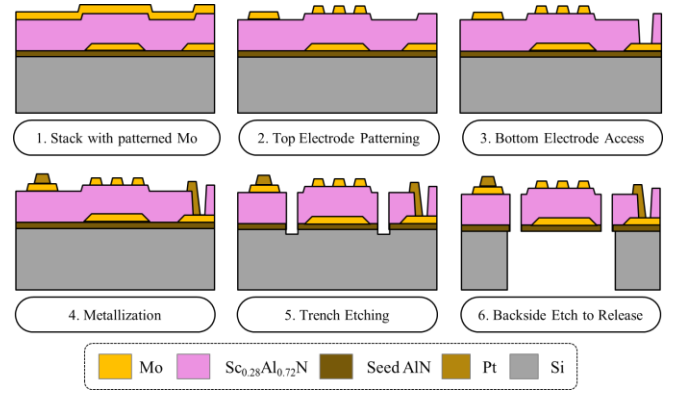 1. Stack with patterned Mo
2. Top Electrode Patterning
3. Bottom Electrode Access
4. Metallization
5. Trench Etching
6. Backside Etch to Release
Mo
Sc₀.₂₈Al₀.₇₂N
Seed AlN
Pt
Si